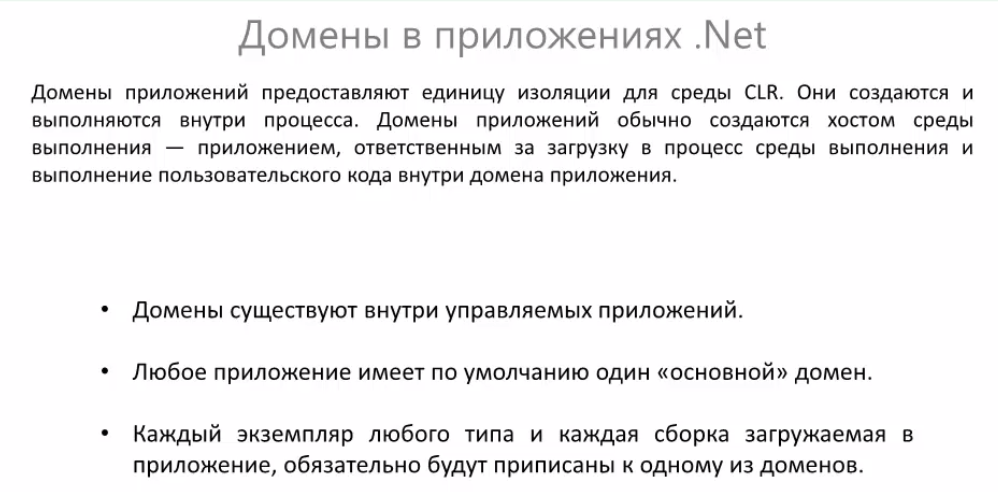 Домены в приложениях .Net
Домены приложений предоставляют единицу изоляции для среды CLR. Они создаются и
выполняются внутри процесса. Домены приложений обычно создаются хостом среды
выполнения — приложением, ответственным за загрузку в процесс среды выполнения и
выполнение пользовательского кода внутри домена приложения.
• Домены существуют внутри управляемых приложений.
• Любое приложение имеет по умолчанию один «основной» домен.
• Каждый экземпляр любого типа и каждая сборка загружаемая в
приложение, обязательно будут приписаны к одному из доменов.